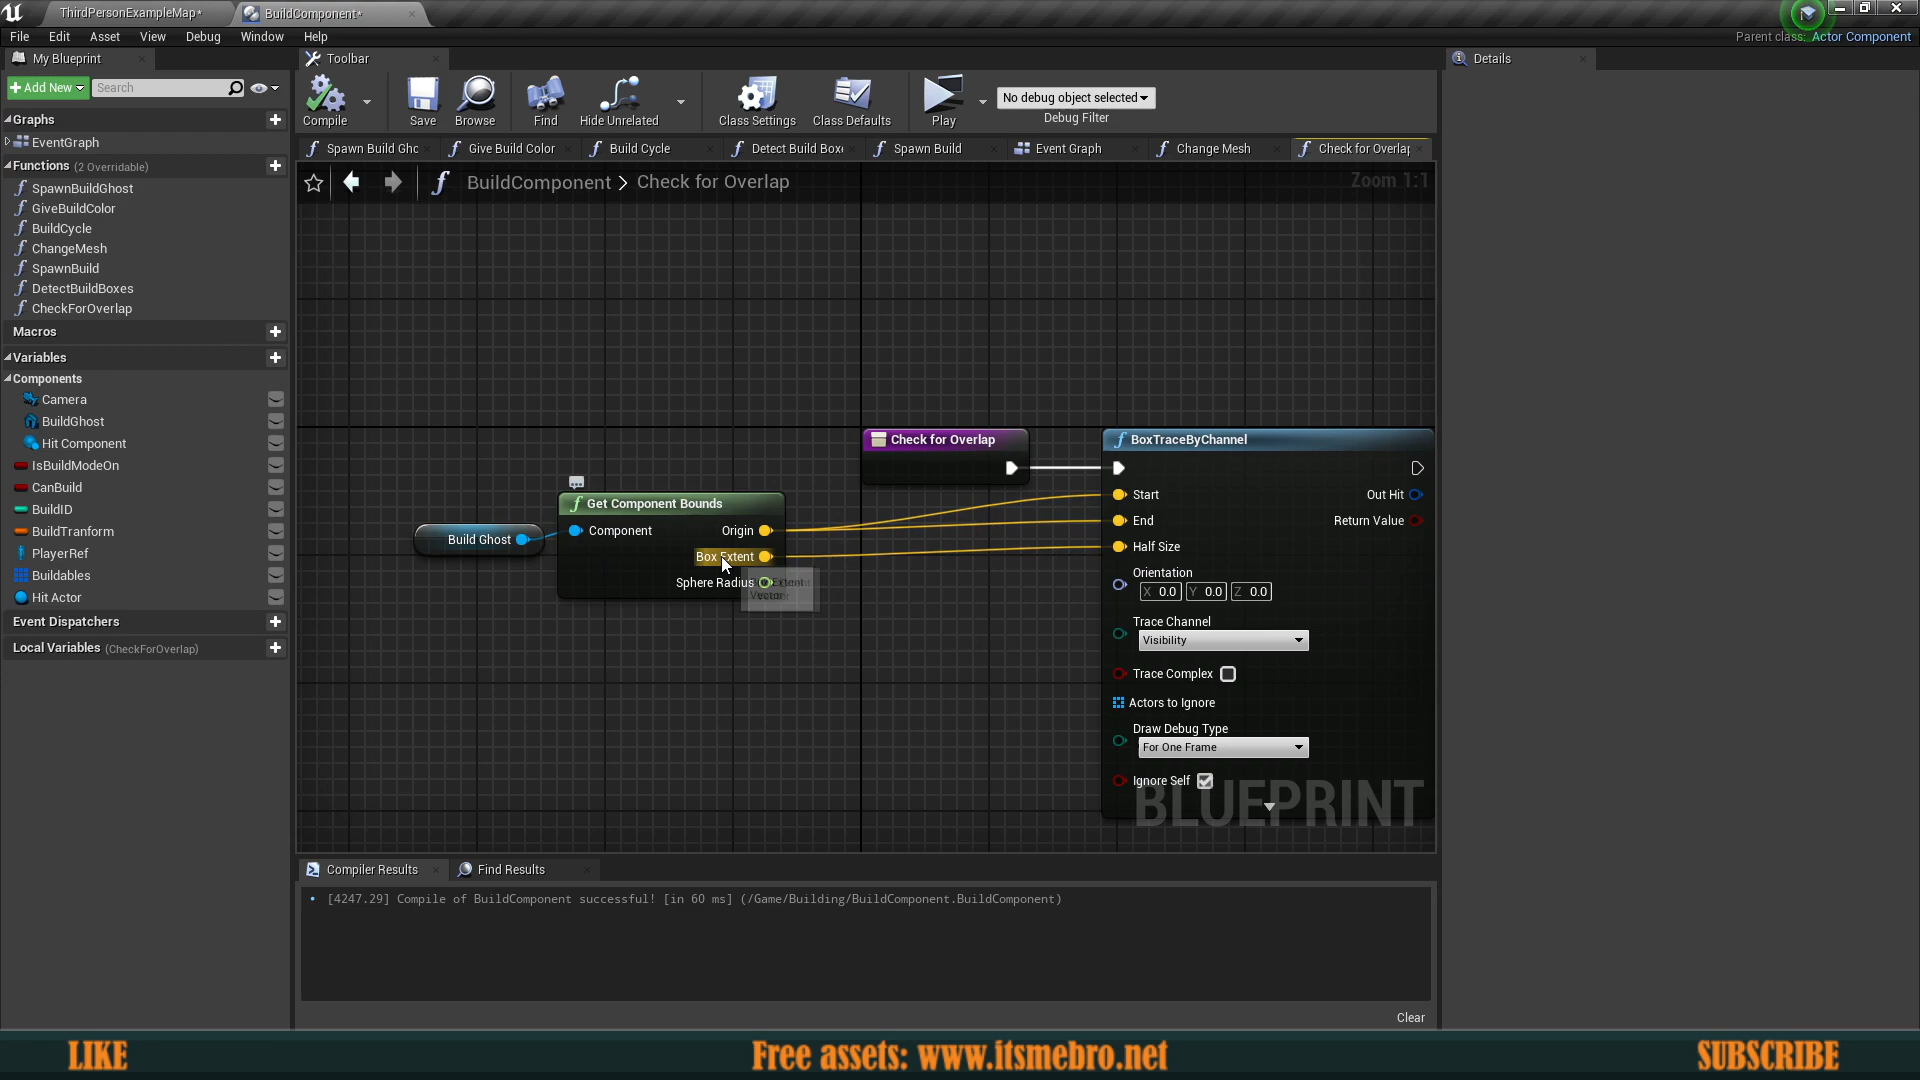 ThirdPersonExampleMap*
BuildComponent*
File Edit Asset View Debug Window Help
Parent class: Actor Component
My Blueprint
Toolbar
Details
Add New
Search
Compile
Save
Browse
Find
Hide Unrelated
Class Settings
Class Defaults
Play
No debug object selected
Debug Filter
Graphs
EventGraph
Functions (2 Overridable)
SpawnBuildGhost
GiveBuildColor
BuildCycle
ChangeMesh
SpawnBuild
DetectBuildBoxes
CheckForOverlap
Macros
Variables
Components
Camera
BuildGhost
Hit Component
IsBuildModeOn
CanBuild
BuildID
BuildTranform
PlayerRef
Buildables
Hit Actor
Event Dispatchers
Local Variables (CheckForOverlap)
Spawn Build Ghc
Give Build Color
Build Cycle
Detect Build Boxe
Spawn Build
Event Graph
Change Mesh
Check for Overlap
BuildComponent > Check for Overlap
Zoom 1:1
Build Ghost
Get Component Bounds
Component
Origin
Box Extent
Sphere Radius
Check for Overlap
BoxTraceByChannel
Start
Out Hit
End
Return Value
Half Size
Orientation
X 0.0 Y 0.0 Z 0.0
Trace Channel
Visibility
Trace Complex
Actors to Ignore
Draw Debug Type
For One Frame
Ignore Self
BLUEPRINT
Compiler Results
Find Results
[4247.29] Compile of BuildComponent successful! [in 60 ms] (/Game/Building/BuildComponent.BuildComponent)
Clear
LIKE
Free assets: www.itsmebro.net
SUBSCRIBE